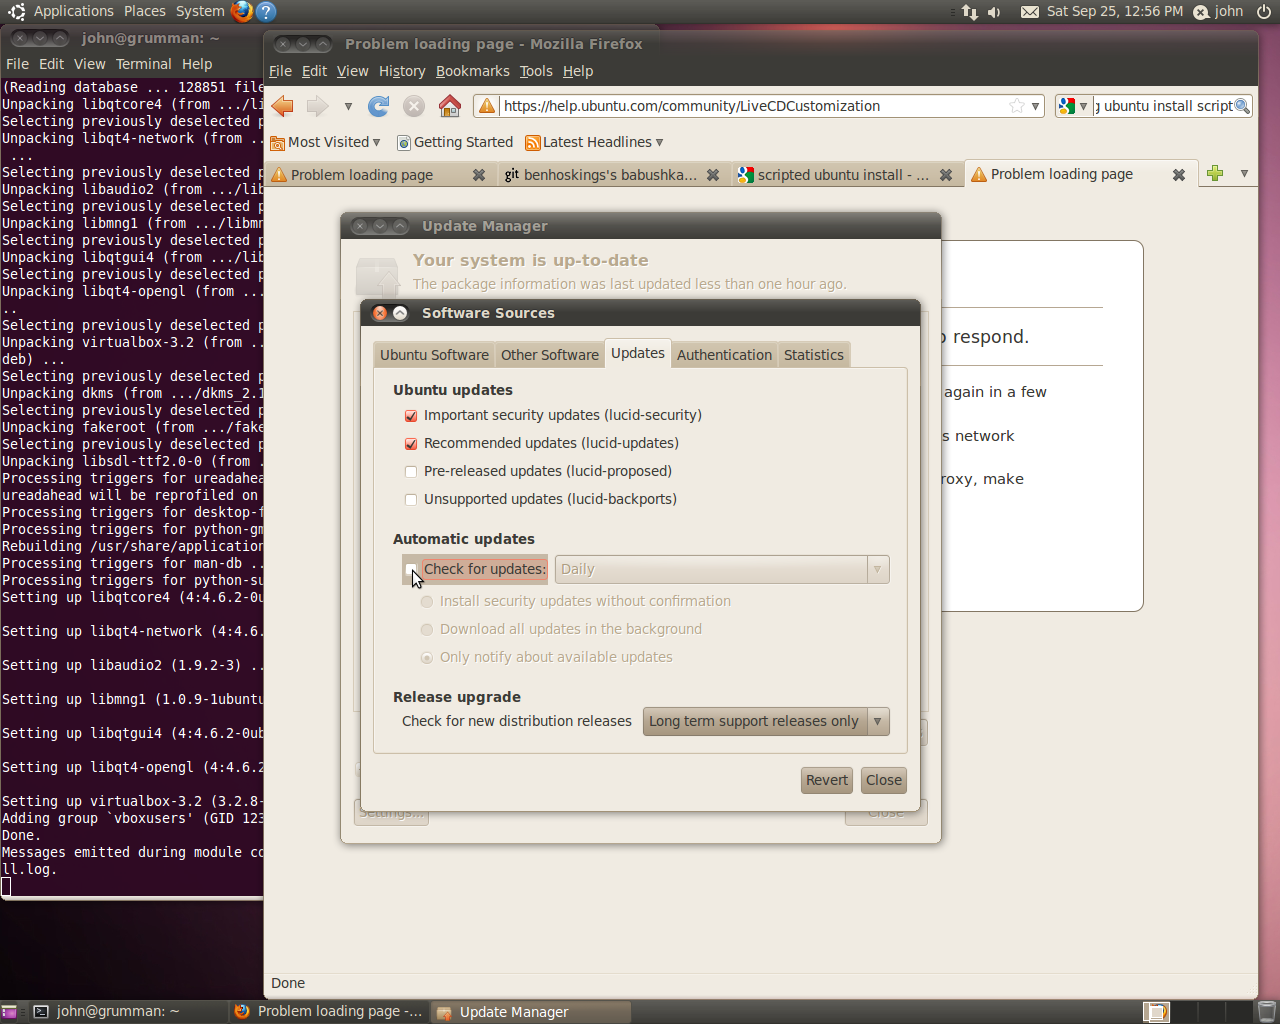 Applications Places System
Sat Sep 25, 12:56 PM john
john@grumman: ~
File Edit View Terminal Help
(Reading database ... 128851 file
Unpacking libqtcore4 (from .../li
Selecting previously deselected p
Unpacking libqt4-network (from ..
...
Selecting previously deselected p
Unpacking libaudio2 (from .../lib
Selecting previously deselected p
Unpacking libmng1 (from .../libmn
Selecting previously deselected p
Unpacking libqtgui4 (from .../lib
Selecting previously deselected p
Unpacking libqt4-opengl (from ...
..
Selecting previously deselected p
Unpacking virtualbox-3.2 (from ..
deb) ...
Selecting previously deselected p
Unpacking dkms (from .../dkms_2.1
Selecting previously deselected p
Unpacking fakeroot (from .../fake
Selecting previously deselected p
Unpacking libsdl-ttf2.0-0 (from .
Processing triggers for ureadahea
ureadahead will be reprofiled on
Processing triggers for desktop-f
Processing triggers for python-gm
Rebuilding /usr/share/application
Processing triggers for man-db ..
Processing triggers for python-su
Setting up libqtcore4 (4:4.6.2-0u
Setting up libqt4-network (4:4.6.
Setting up libaudio2 (1.9.2-3) ..
Setting up libmng1 (1.0.9-1ubuntu
Setting up libqtgui4 (4:4.6.2-0ub
Setting up libqt4-opengl (4:4.6.2
Setting up virtualbox-3.2 (3.2.8-
Adding group `vboxusers' (GID 123
Done.
Messages emitted during module co
ll.log.
Problem loading page - Mozilla Firefox
File Edit View History Bookmarks Tools Help
https://help.ubuntu.com/community/LiveCDCustomization
g ubuntu install script
Most Visited Getting Started Latest Headlines
Problem loading page
git benhoskings's babushka...
scripted ubuntu install - ...
Problem loading page
respond.
again in a few
s network
roxy, make
Update Manager
Your system is up-to-date
The package information was last updated less than one hour ago.
Software Sources
Ubuntu Software Other Software Updates Authentication Statistics
Ubuntu updates
Important security updates (lucid-security)
Recommended updates (lucid-updates)
Pre-released updates (lucid-proposed)
Unsupported updates (lucid-backports)
Automatic updates
Check for updates: Daily
Install security updates without confirmation
Download all updates in the background
Only notify about available updates
Release upgrade
Check for new distribution releases Long term support releases only
Revert Close
Settings... Close
Done
john@grumman: ~
Problem loading page -...
Update Manager